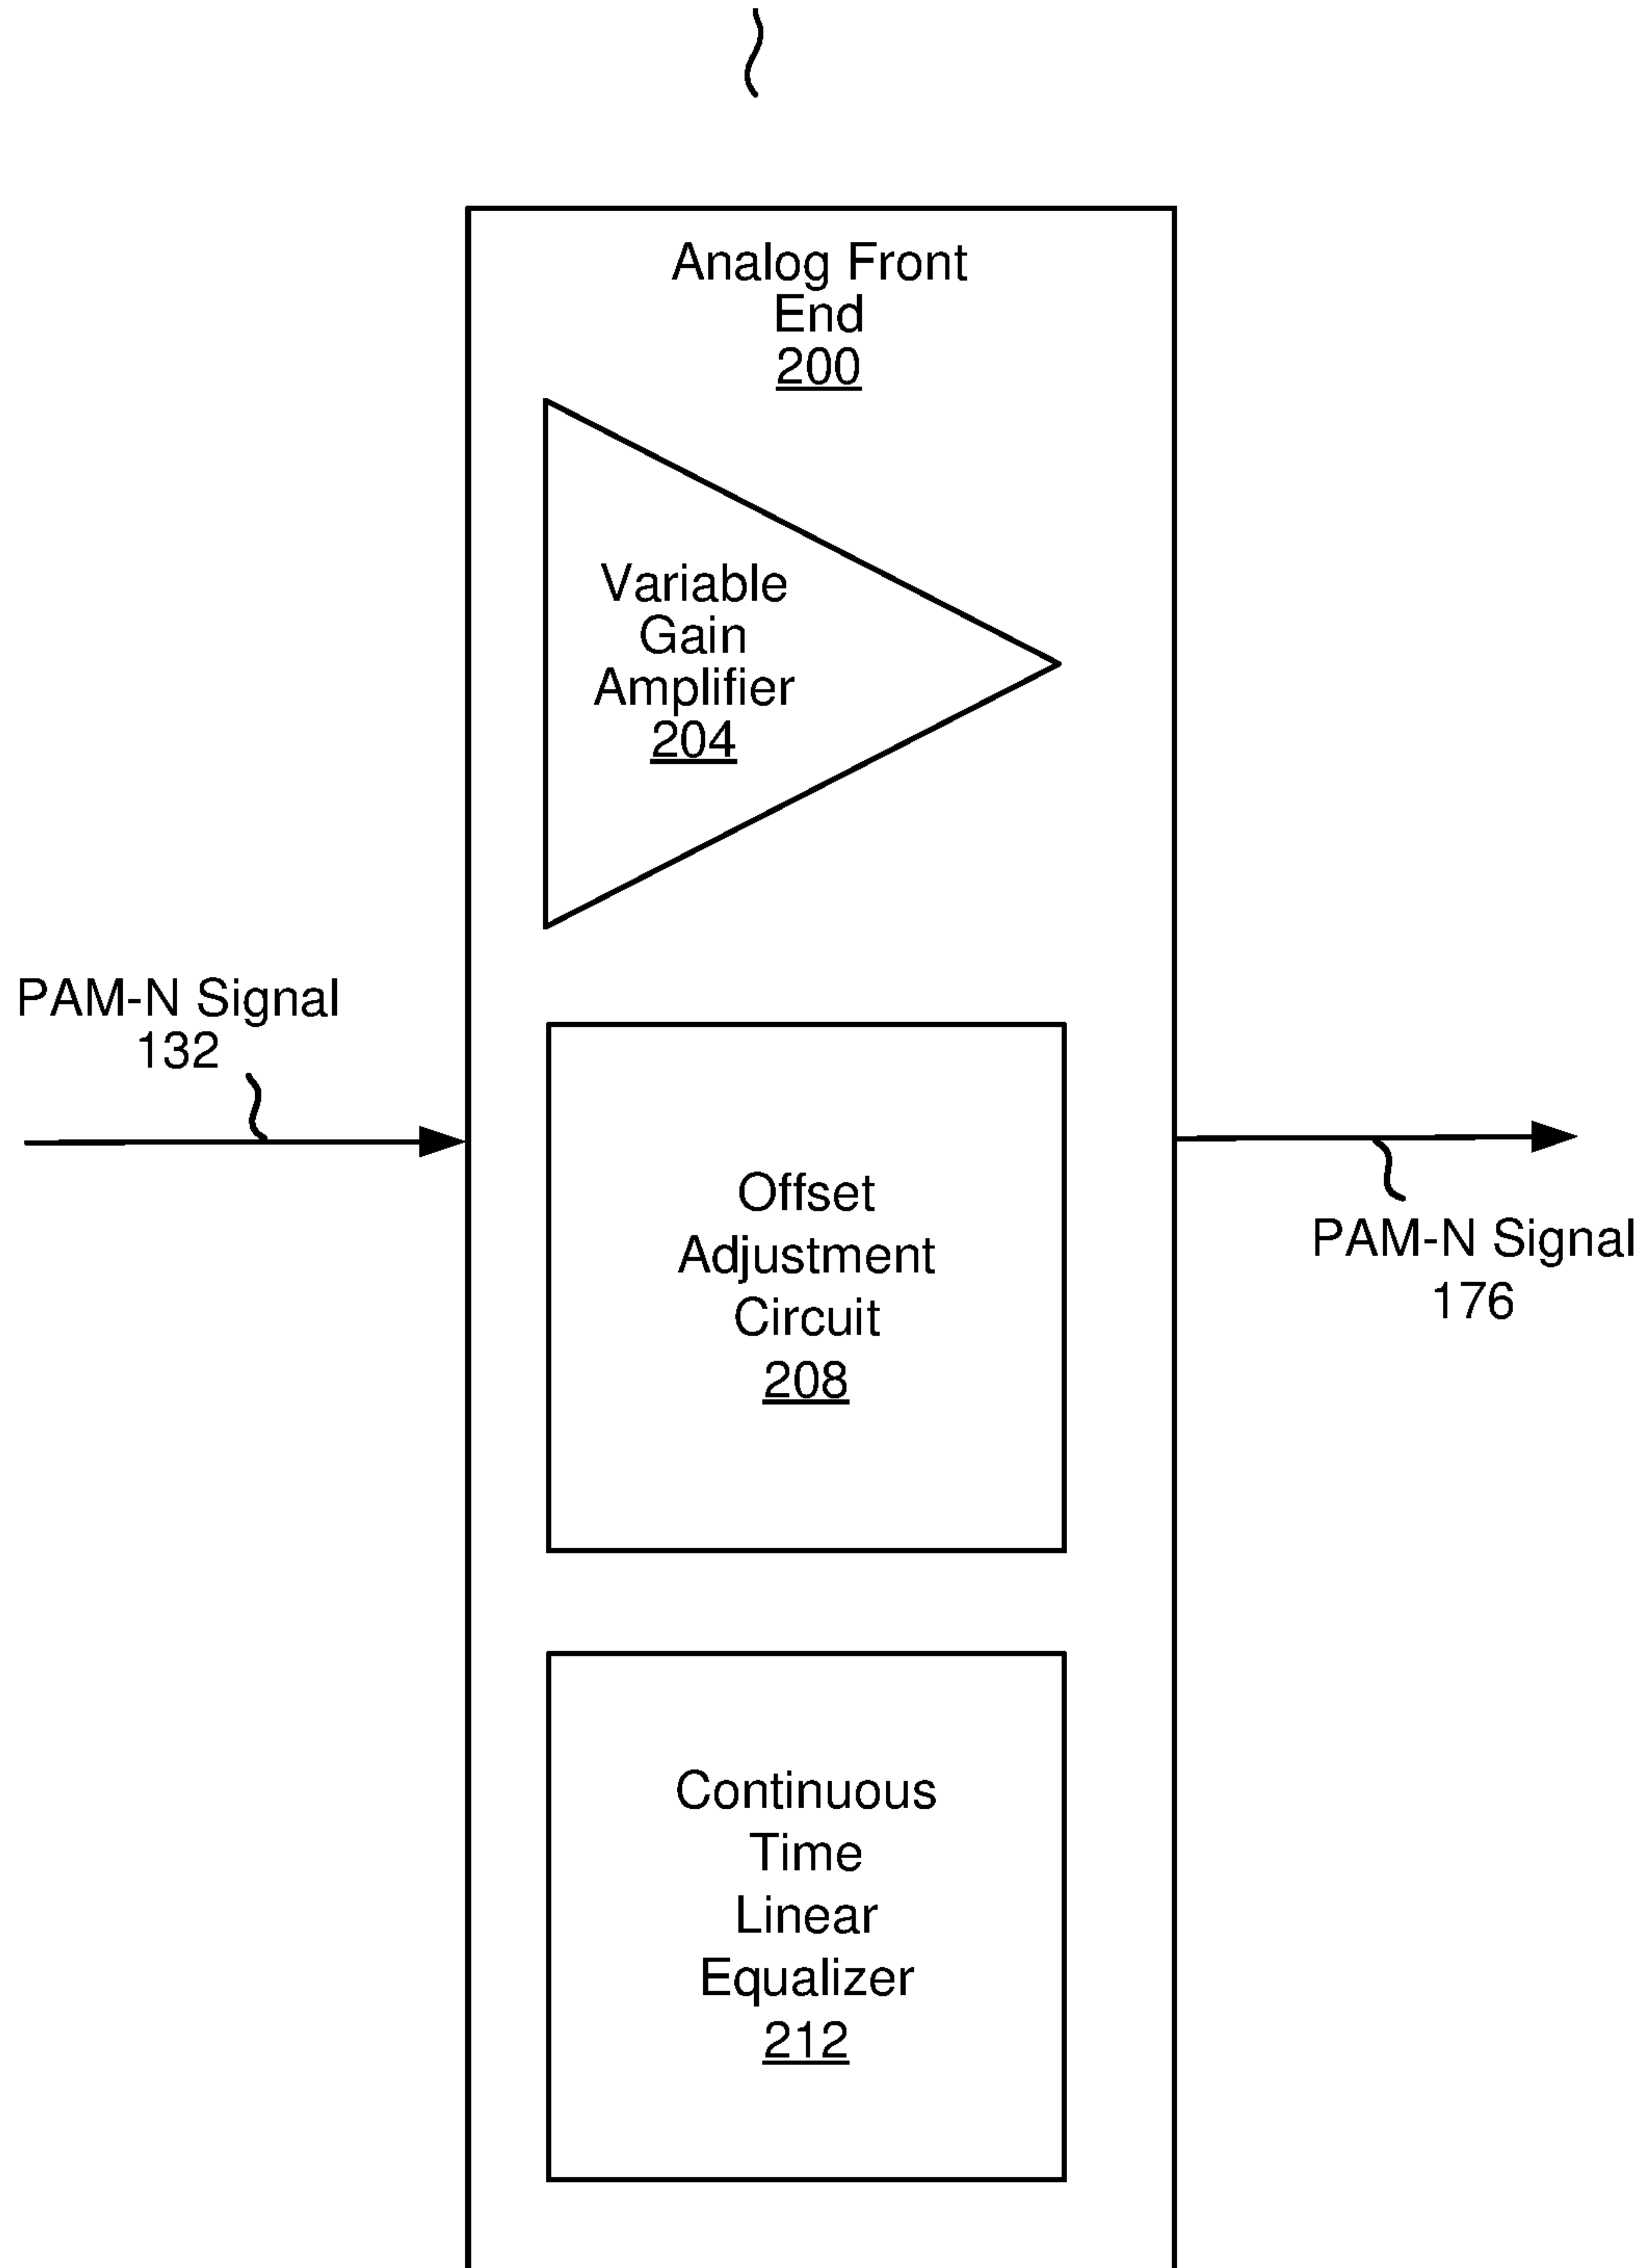 Analog Front
End
200
Variable
Gain
Amplifier
204
PAM-N Signal
132
Offset
Adjustment
Circuit
208
PAM-N Signal
176
Continuous
Time
Linear
Equalizer
212